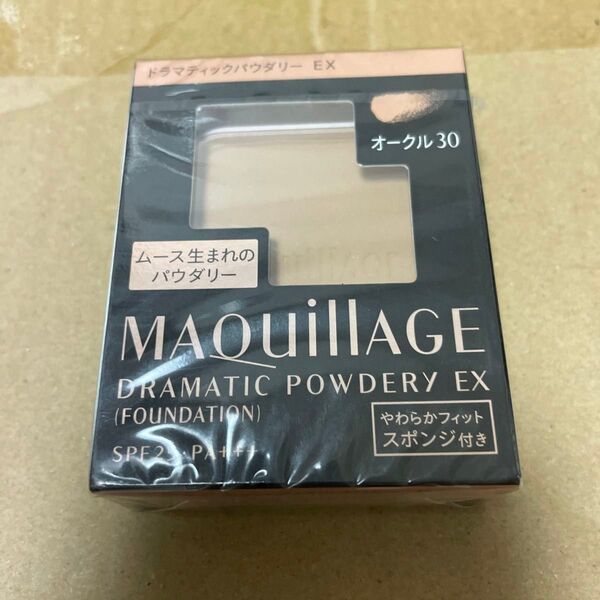 ドラマティックパウダリー EX
オークル30
ムース生まれの
パウダリー
MAQuillAGE
DRAMATIC POWDERY EX
(FOUNDATION)
やわらかフィット
スポンジ付き
SPF25・PA+++